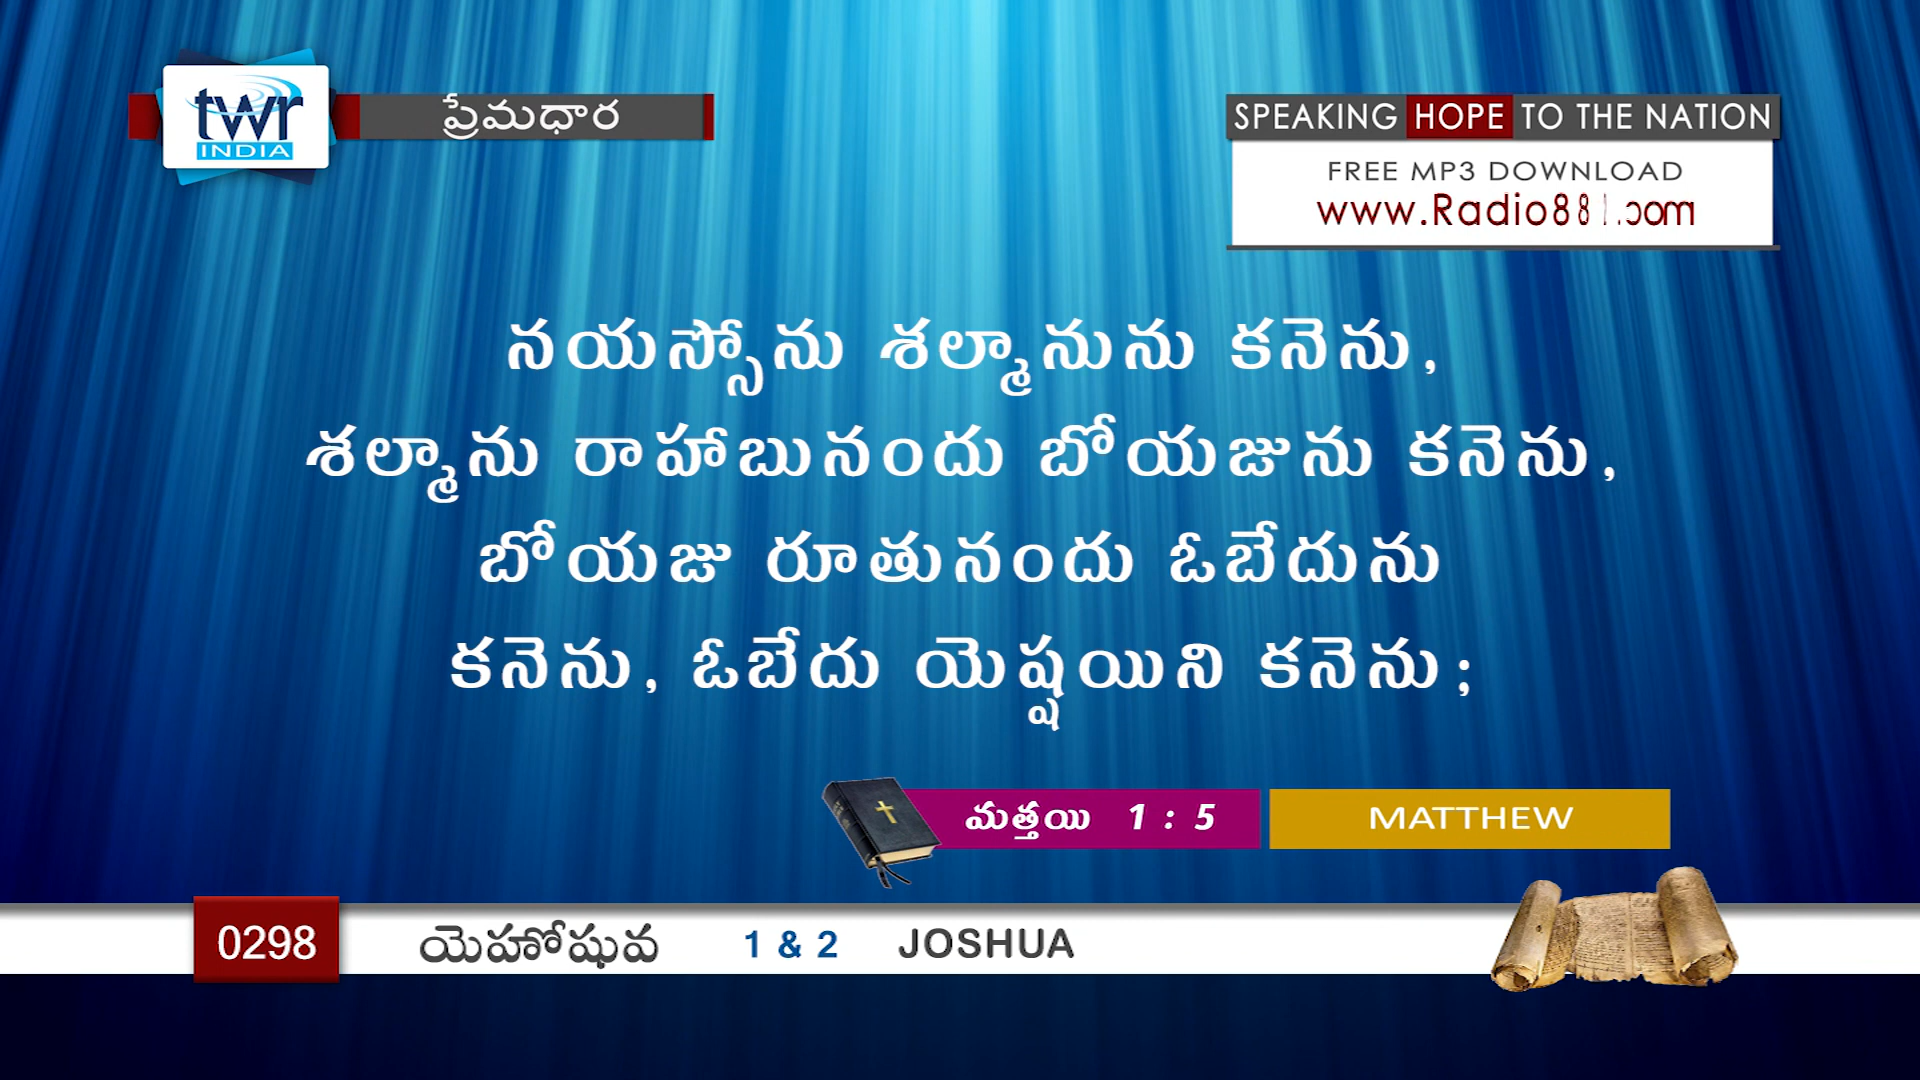 twr
INDIA
ప్రేమధార
SPEAKING HOPE TO THE NATION
FREE MP3 DOWNLOAD
www.Radio881.com
నయస్సోను శల్మానును కనెను,
శల్మాను రాహాబునందు బోయజును కనెను,
బోయజు రూతునందు ఓబేదును
కనెను, ఓబేదు యెష్షయిని కనెను;
మత్తయి 1 : 5 MATTHEW
0298 యెహోషువ 1 & 2 JOSHUA